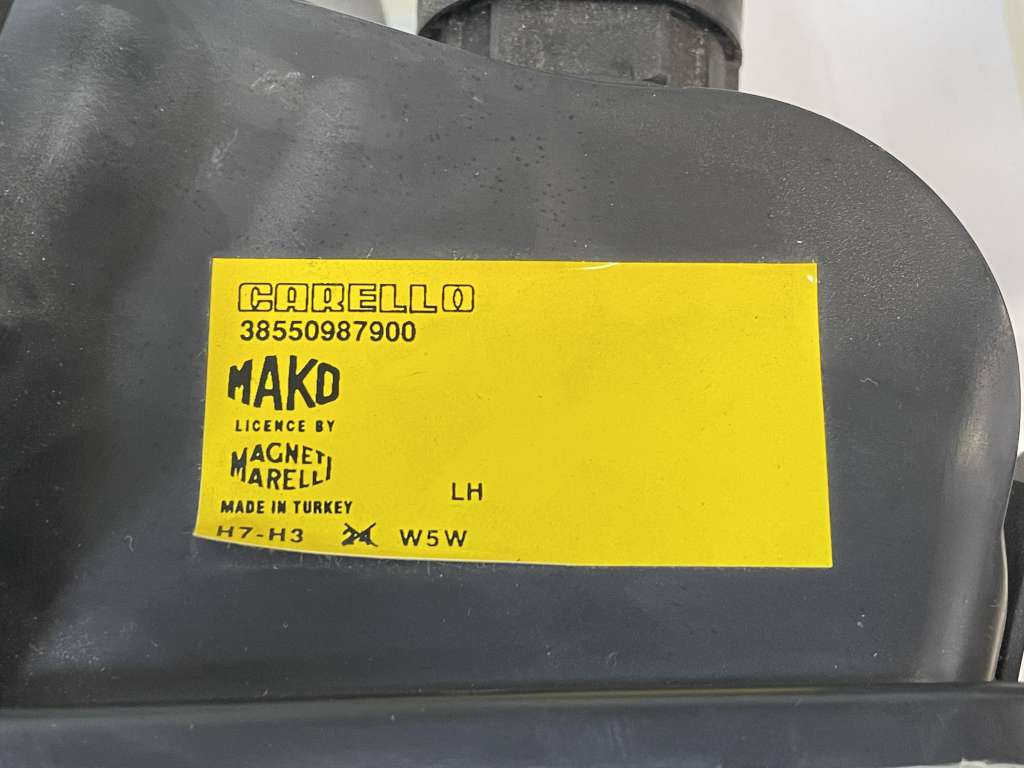 CARELLO
38550987900
MAKO
LICENCE BY
MAGNETI
MARELLI
MADE IN TURKEY
LH
H7-H3 24 W5W